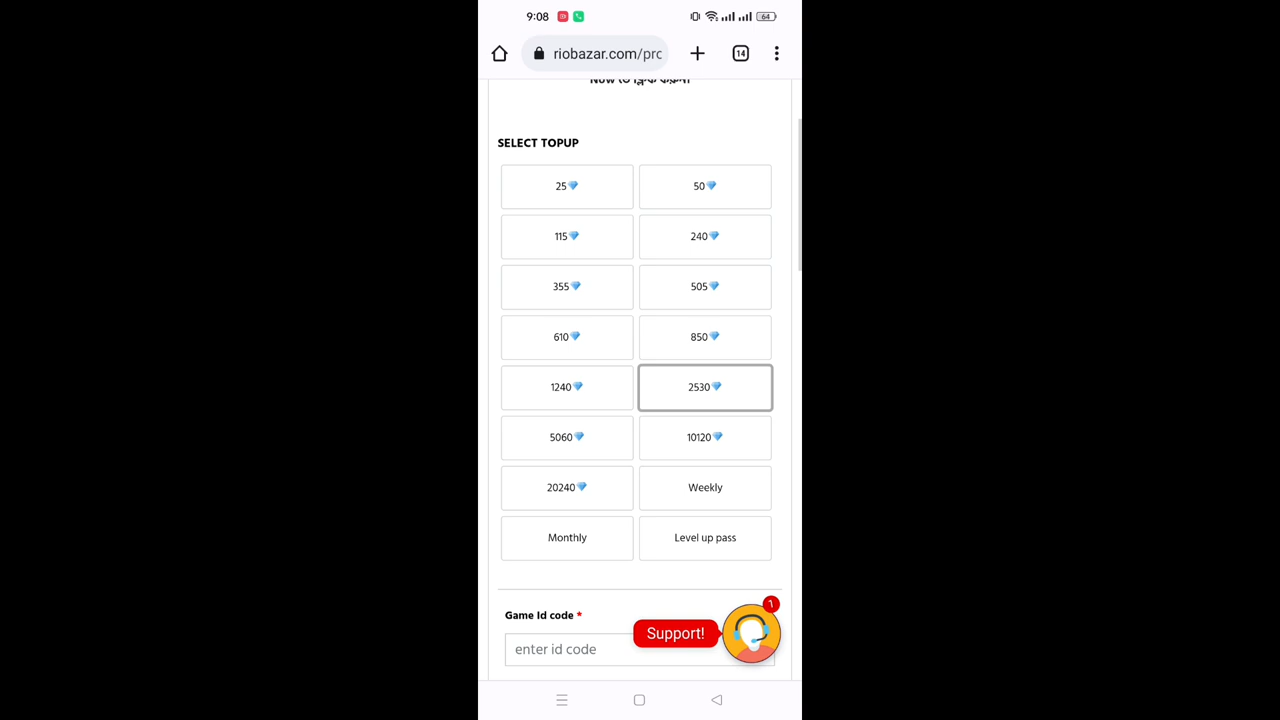 9:08
64
riobazar.com/prc
14
SELECT TOPUP
25💎
50💎
115💎
240💎
355💎
505💎
610💎
850💎
1240💎
2530💎
5060💎
10120💎
20240💎
Weekly
Monthly
Level up pass
Game Id code *
1
Support!
enter id code